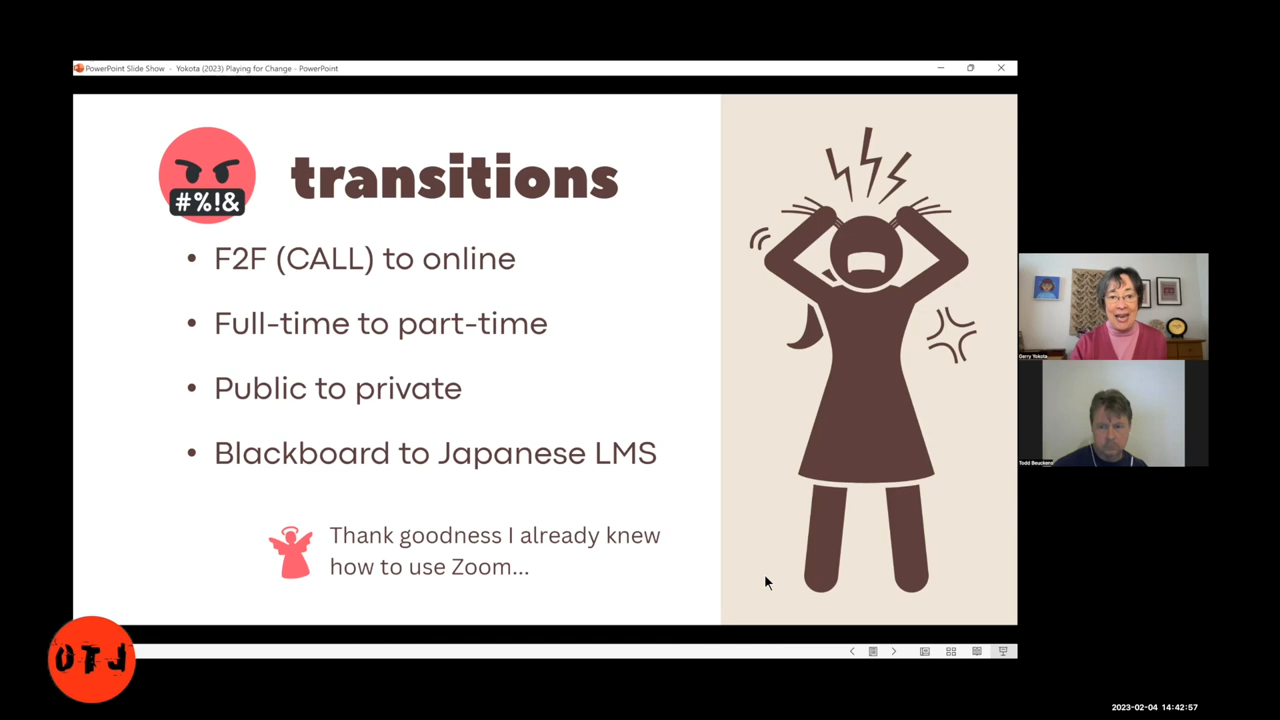 PowerPoint Slide Show - Yokota (2023) Playing for Change - PowerPoint
#%!&
transitions
• F2F (CALL) to online
• Full-time to part-time
• Public to private
• Blackboard to Japanese LMS
Thank goodness I already knew
how to use Zoom...
Gerry Yokota
Todd Beuckens
OTJ
2023-02-04 14:42:57